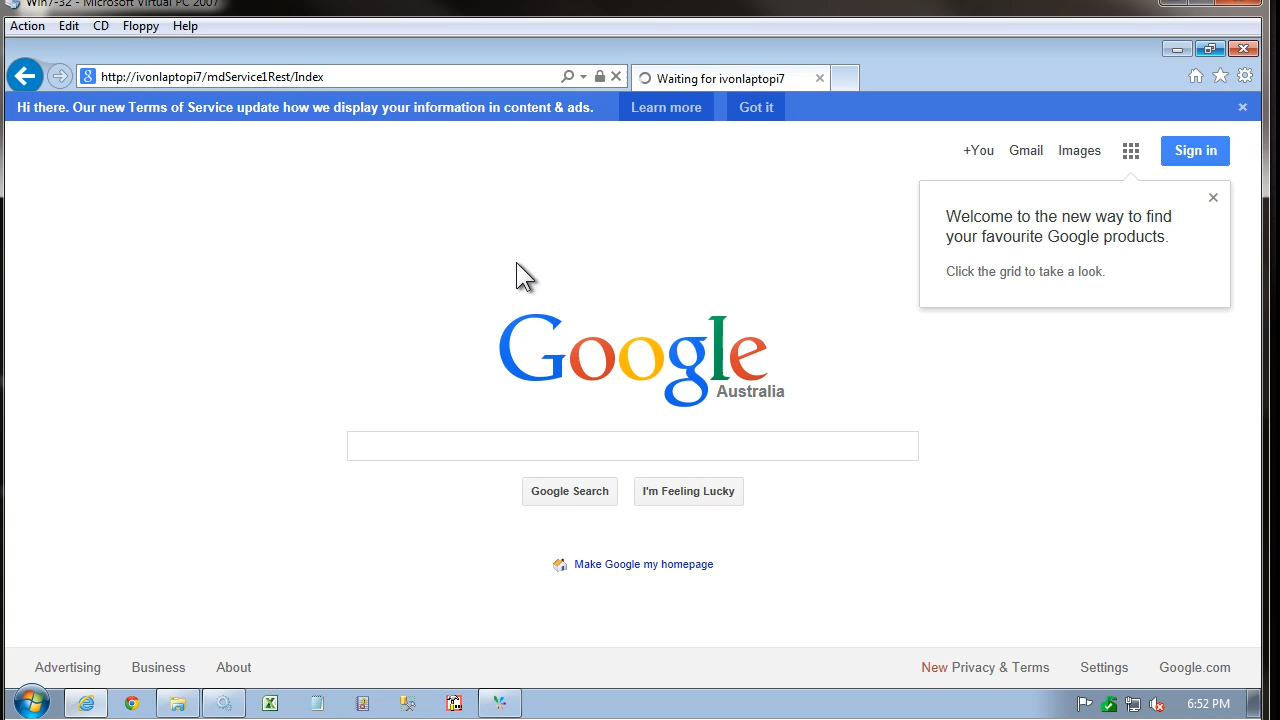 Win7-32 - Microsoft Virtual PC 2007
Action Edit CD Floppy Help
http://ivonlaptopi7/mdService1Rest/Index
Waiting for ivonlaptopi7
Hi there. Our new Terms of Service update how we display your information in content & ads. Learn more Got it
+You Gmail Images Sign in
Welcome to the new way to find
your favourite Google products.
Click the grid to take a look.
Google
Australia
Google Search I'm Feeling Lucky
Make Google my homepage
Advertising Business About New Privacy & Terms Settings Google.com
6:52 PM